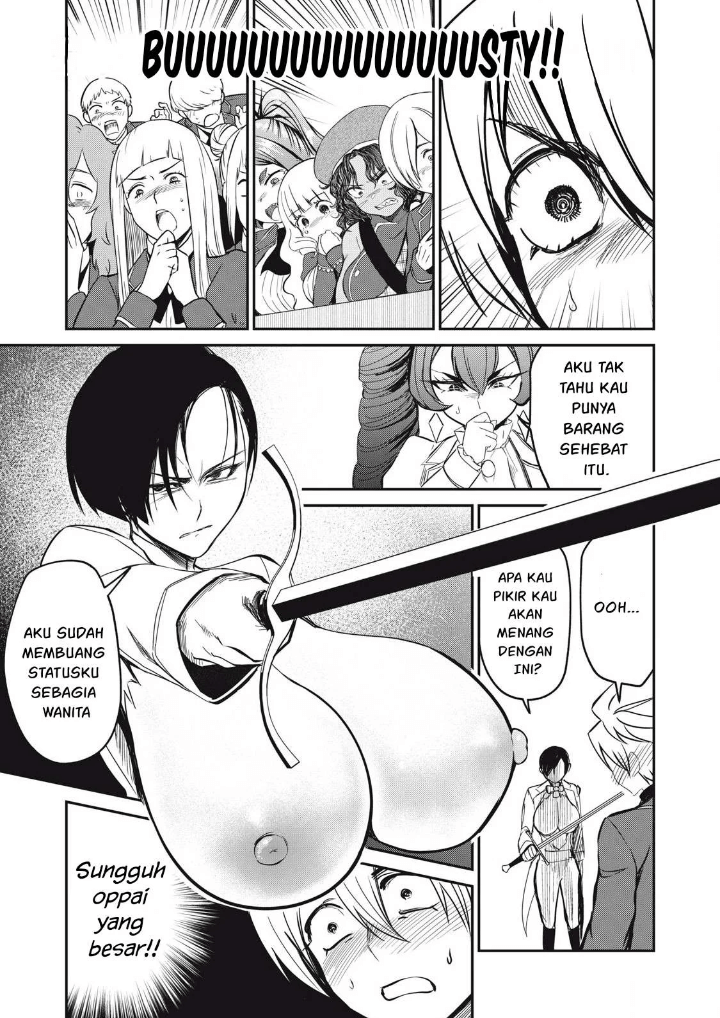 BUUUUUUUUUUUUUUUUSTY!!
AKU TAK
TAHU KAU
PUNYA
BARANG
SEHEBAT
ITU.
OOH...
APA KAU
PIKIR KAU
AKAN
MENANG
DENGAN
INI?
AKU SUDAH
MEMBUANG
STATUSKU
SEBAGIA
WANITA
Sungguh
oppai
yang
besar!!